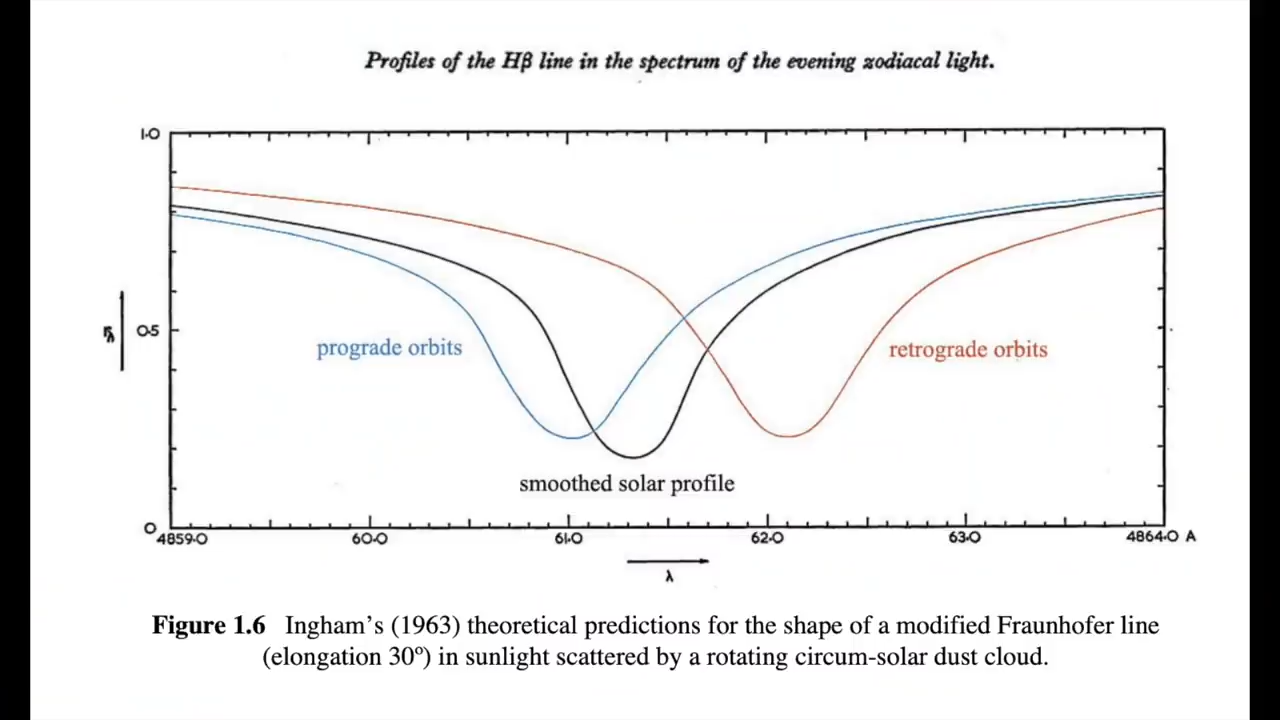 Profiles of the Hβ line in the spectrum of the evening zodiacal light.
1·0
0·5
0
prograde orbits
retrograde orbits
smoothed solar profile
4859·0 60·0 61·0 62·0 63·0 4864·0 A
λ
Figure 1.6 Ingham's (1963) theoretical predictions for the shape of a modified Fraunhofer line
(elongation 30°) in sunlight scattered by a rotating circum-solar dust cloud.